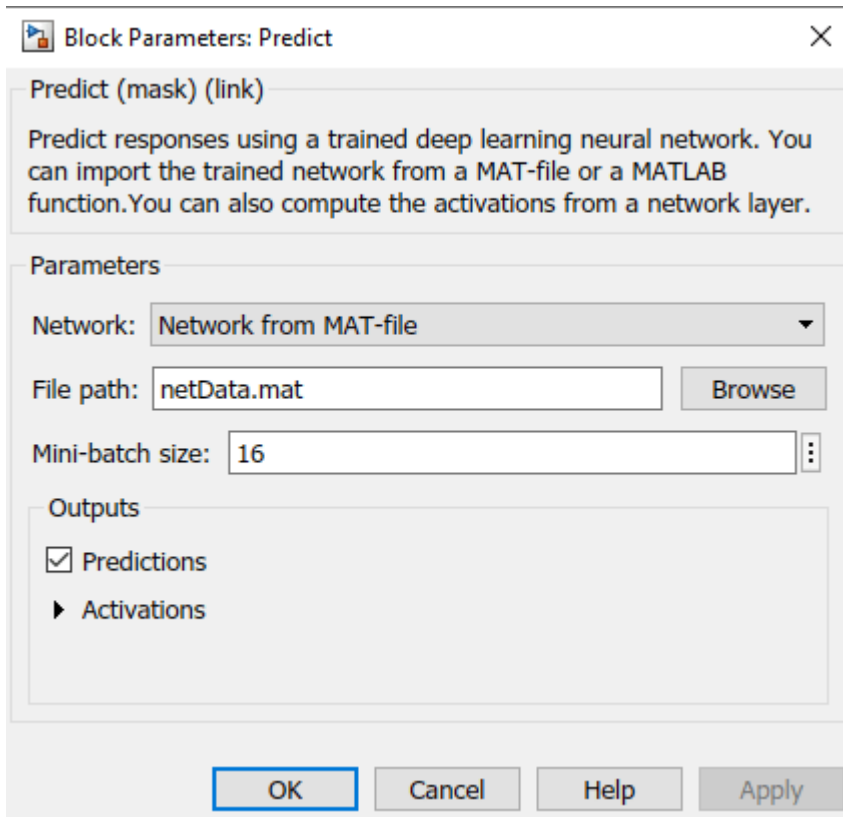 Block Parameters: Predict
Predict (mask) (link)
Predict responses using a trained deep learning neural network. You
can import the trained network from a MAT-file or a MATLAB
function.You can also compute the activations from a network layer.
Parameters
Network: Network from MAT-file
File path: netData.mat Browse
Mini-batch size: 16
Outputs
Predictions
Activations
OK Cancel Help Apply